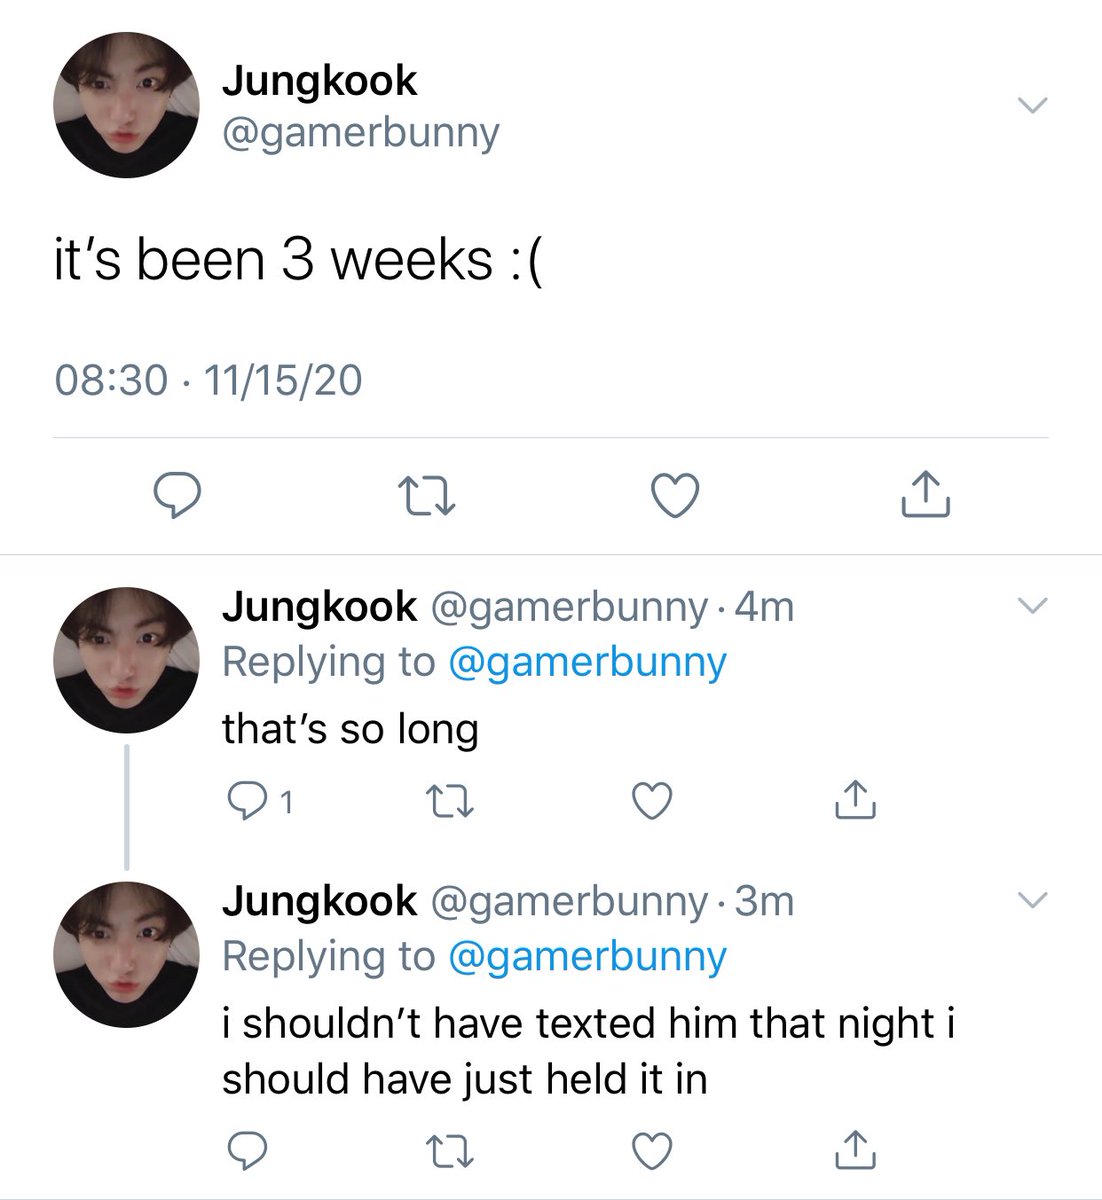 Jungkook
@gamerbunny
it’s been 3 weeks :(
08:30 · 11/15/20
Jungkook @gamerbunny · 4m
Replying to @gamerbunny
that’s so long
1
Jungkook @gamerbunny · 3m
Replying to @gamerbunny
i shouldn’t have texted him that night i
should have just held it in